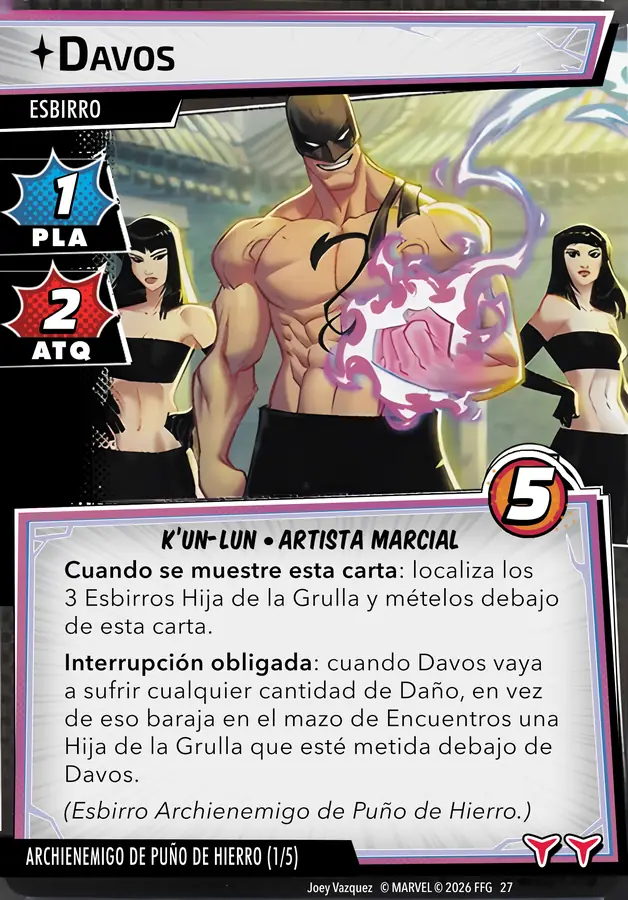 Davos
ESBIRRO
1
PLA
2
ATQ
5
K'UN-LUN • ARTISTA MARCIAL
Cuando se muestre esta carta: localiza los
3 Esbirros Hija de la Grulla y mételos debajo
de esta carta.
Interrupción obligada: cuando Davos vaya
a sufrir cualquier cantidad de Daño, en vez
de eso baraja en el mazo de Encuentros una
Hija de la Grulla que esté metida debajo de
Davos.
(Esbirro Archienemigo de Puño de Hierro.)
ARCHIENEMIGO DE PUÑO DE HIERRO (1/5)
Joey Vazquez © MARVEL © 2026 FFG 27